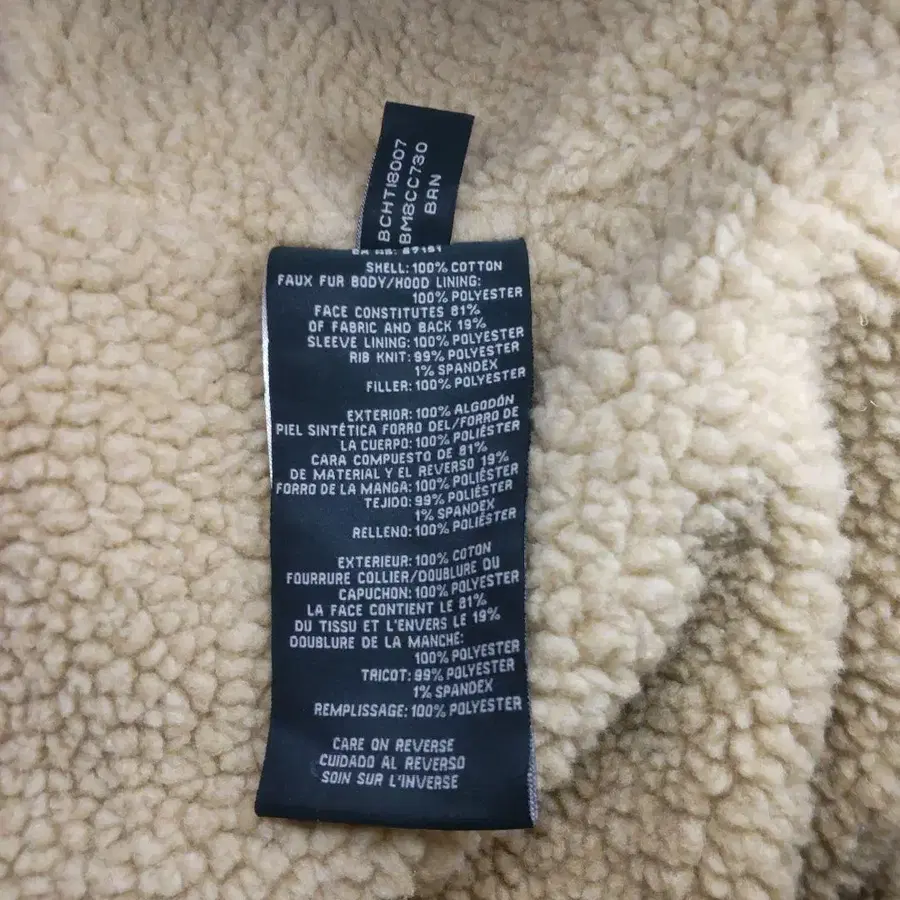 BCHT18007
BM8CC730
BRN
CA NO: 67191
SHELL: 100% COTTON
FAUX FUR BODY/HOOD LINING:
100% POLYESTER
FACE CONSTITUTES 81%
OF FABRIC AND BACK 19%
SLEEVE LINING: 100% POLYESTER
RIB KNIT: 99% POLYESTER
1% SPANDEX
FILLER: 100% POLYESTER
EXTERIOR: 100% ALGODÓN
PIEL SINTÉTICA FORRO DEL/FORRO DE
LA CUERPO: 100% POLIÉSTER
CARA COMPUESTO DE 81%
DE MATERIAL Y EL REVERSO 19%
FORRO DE LA MANGA: 100% POLIÉSTER
TEJIDO: 99% POLIÉSTER
1% SPANDEX
RELLENO: 100% POLIÉSTER
EXTERIEUR: 100% COTON
FOURRURE COLLIER/DOUBLURE DU
CAPUCHON: 100% POLYESTER
LA FACE CONTIENT LE 81%
DU TISSU ET L'ENVERS LE 19%
DOUBLURE DE LA MANCHE:
100% POLYESTER
TRICOT: 99% POLYESTER
1% SPANDEX
REMPLISSAGE: 100% POLYESTER
CARE ON REVERSE
CUIDADO AL REVERSO
SOIN SUR L'INVERSE